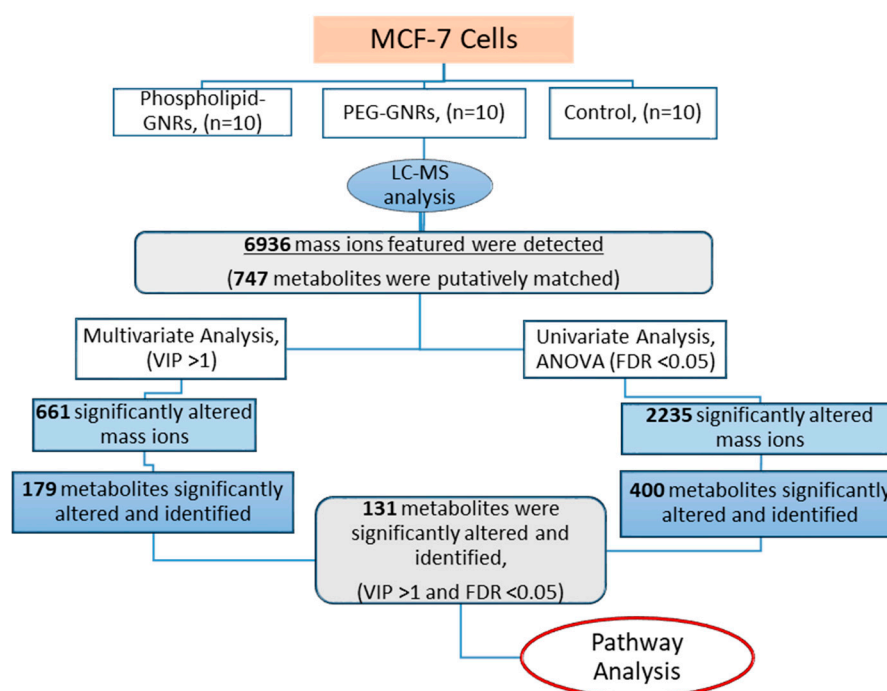 MCF-7 Cells
Phospholipid-
GNRs, (n=10)
PEG-GNRs, (n=10)
Control, (n=10)
LC-MS
analysis
6936 mass ions featured were detected
(747 metabolites were putatively matched)
Multivariate Analysis,
(VIP >1)
Univariate Analysis,
ANOVA (FDR <0.05)
661 significantly altered
mass ions
2235 significantly altered
mass ions
179 metabolites significantly
altered and identified
400 metabolites significantly
altered and identified
131 metabolites were
significantly altered and
identified,
(VIP >1 and FDR <0.05)
Pathway
Analysis